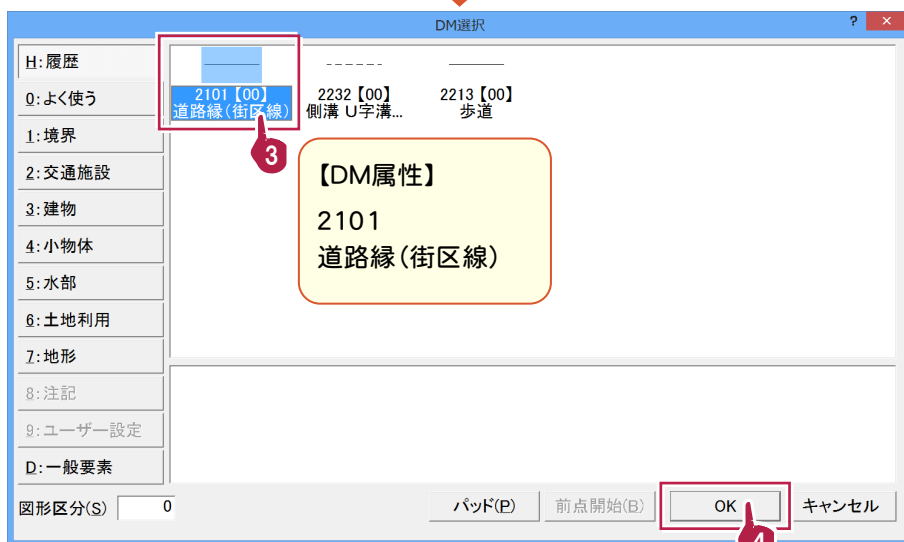 DM選択
? ×
H:履歴
0:よく使う
1:境界
2:交通施設
3:建物
4:小物体
5:水部
6:土地利用
7:地形
8:注記
9:ユーザー設定
D:一般要素
2101【00】
道路縁(街区線)
2232【00】
側溝 U字溝...
2213【00】
歩道
3
【DM属性】
2101
道路縁(街区線)
図形区分(S) 0
パッド(P) 前点開始(B) OK キャンセル
4